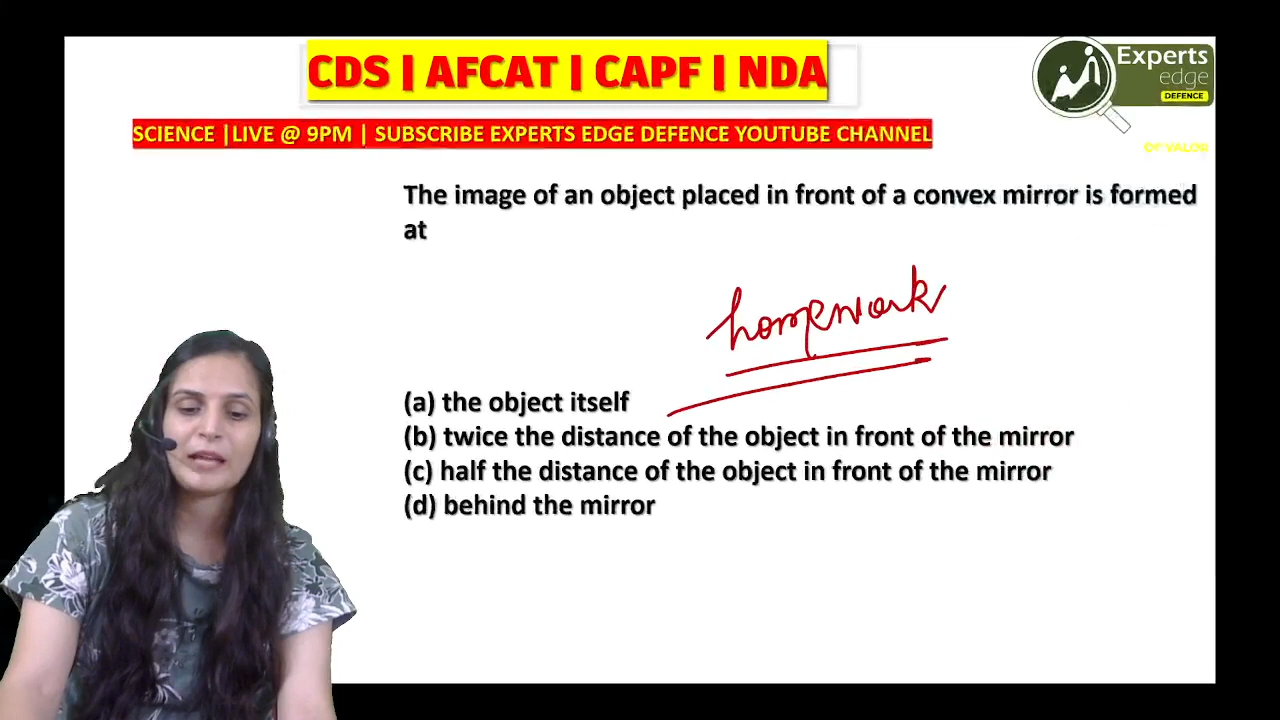 CDS | AFCAT | CAPF | NDA
Experts
edge
DEFENCE
SCIENCE |LIVE @ 9PM | SUBSCRIBE EXPERTS EDGE DEFENCE YOUTUBE CHANNEL
OF VALOR
The image of an object placed in front of a convex mirror is formed
at
homework
(a) the object itself
(b) twice the distance of the object in front of the mirror
(c) half the distance of the object in front of the mirror
(d) behind the mirror